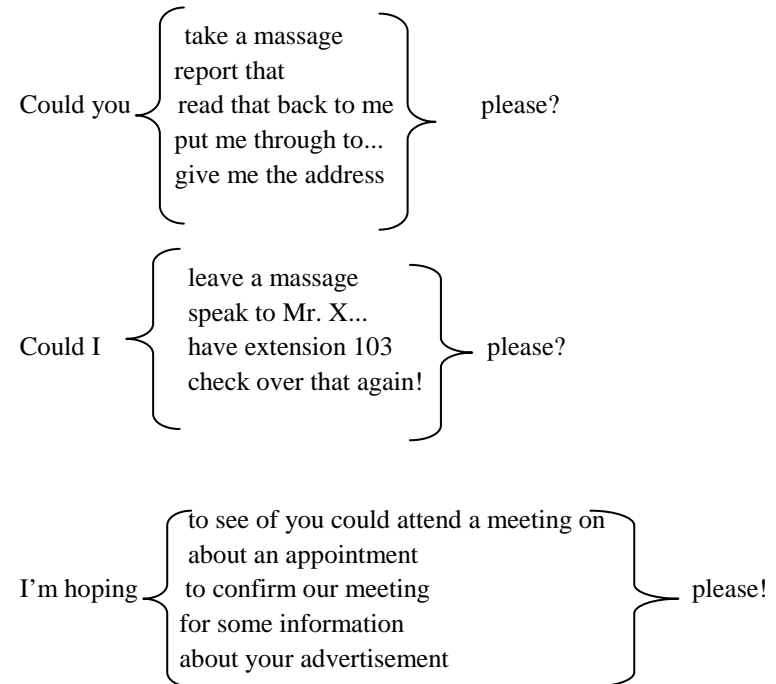 take a massage
report that
Could you read that back to me please?
put me through to...
give me the address
leave a massage
speak to Mr. X...
Could I have extension 103 please?
check over that again!
to see of you could attend a meeting on
about an appointment
I'm hoping to confirm our meeting please!
for some information
about your advertisement